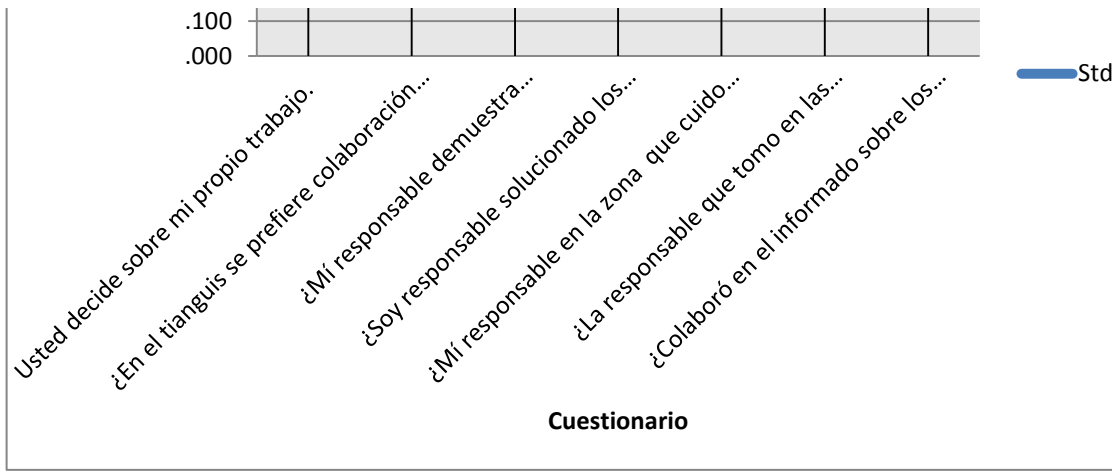 .100
.000
Std
Usted decide sobre mi propio trabajo.
¿En el tianguis se prefiere colaboración...
¿Mí responsable demuestra...
¿Soy responsable solucionado los...
¿Mí responsable en la zona  que cuido...
¿La responsable que tomo en las...
¿Colaboró en el informado sobre los...
Cuestionario